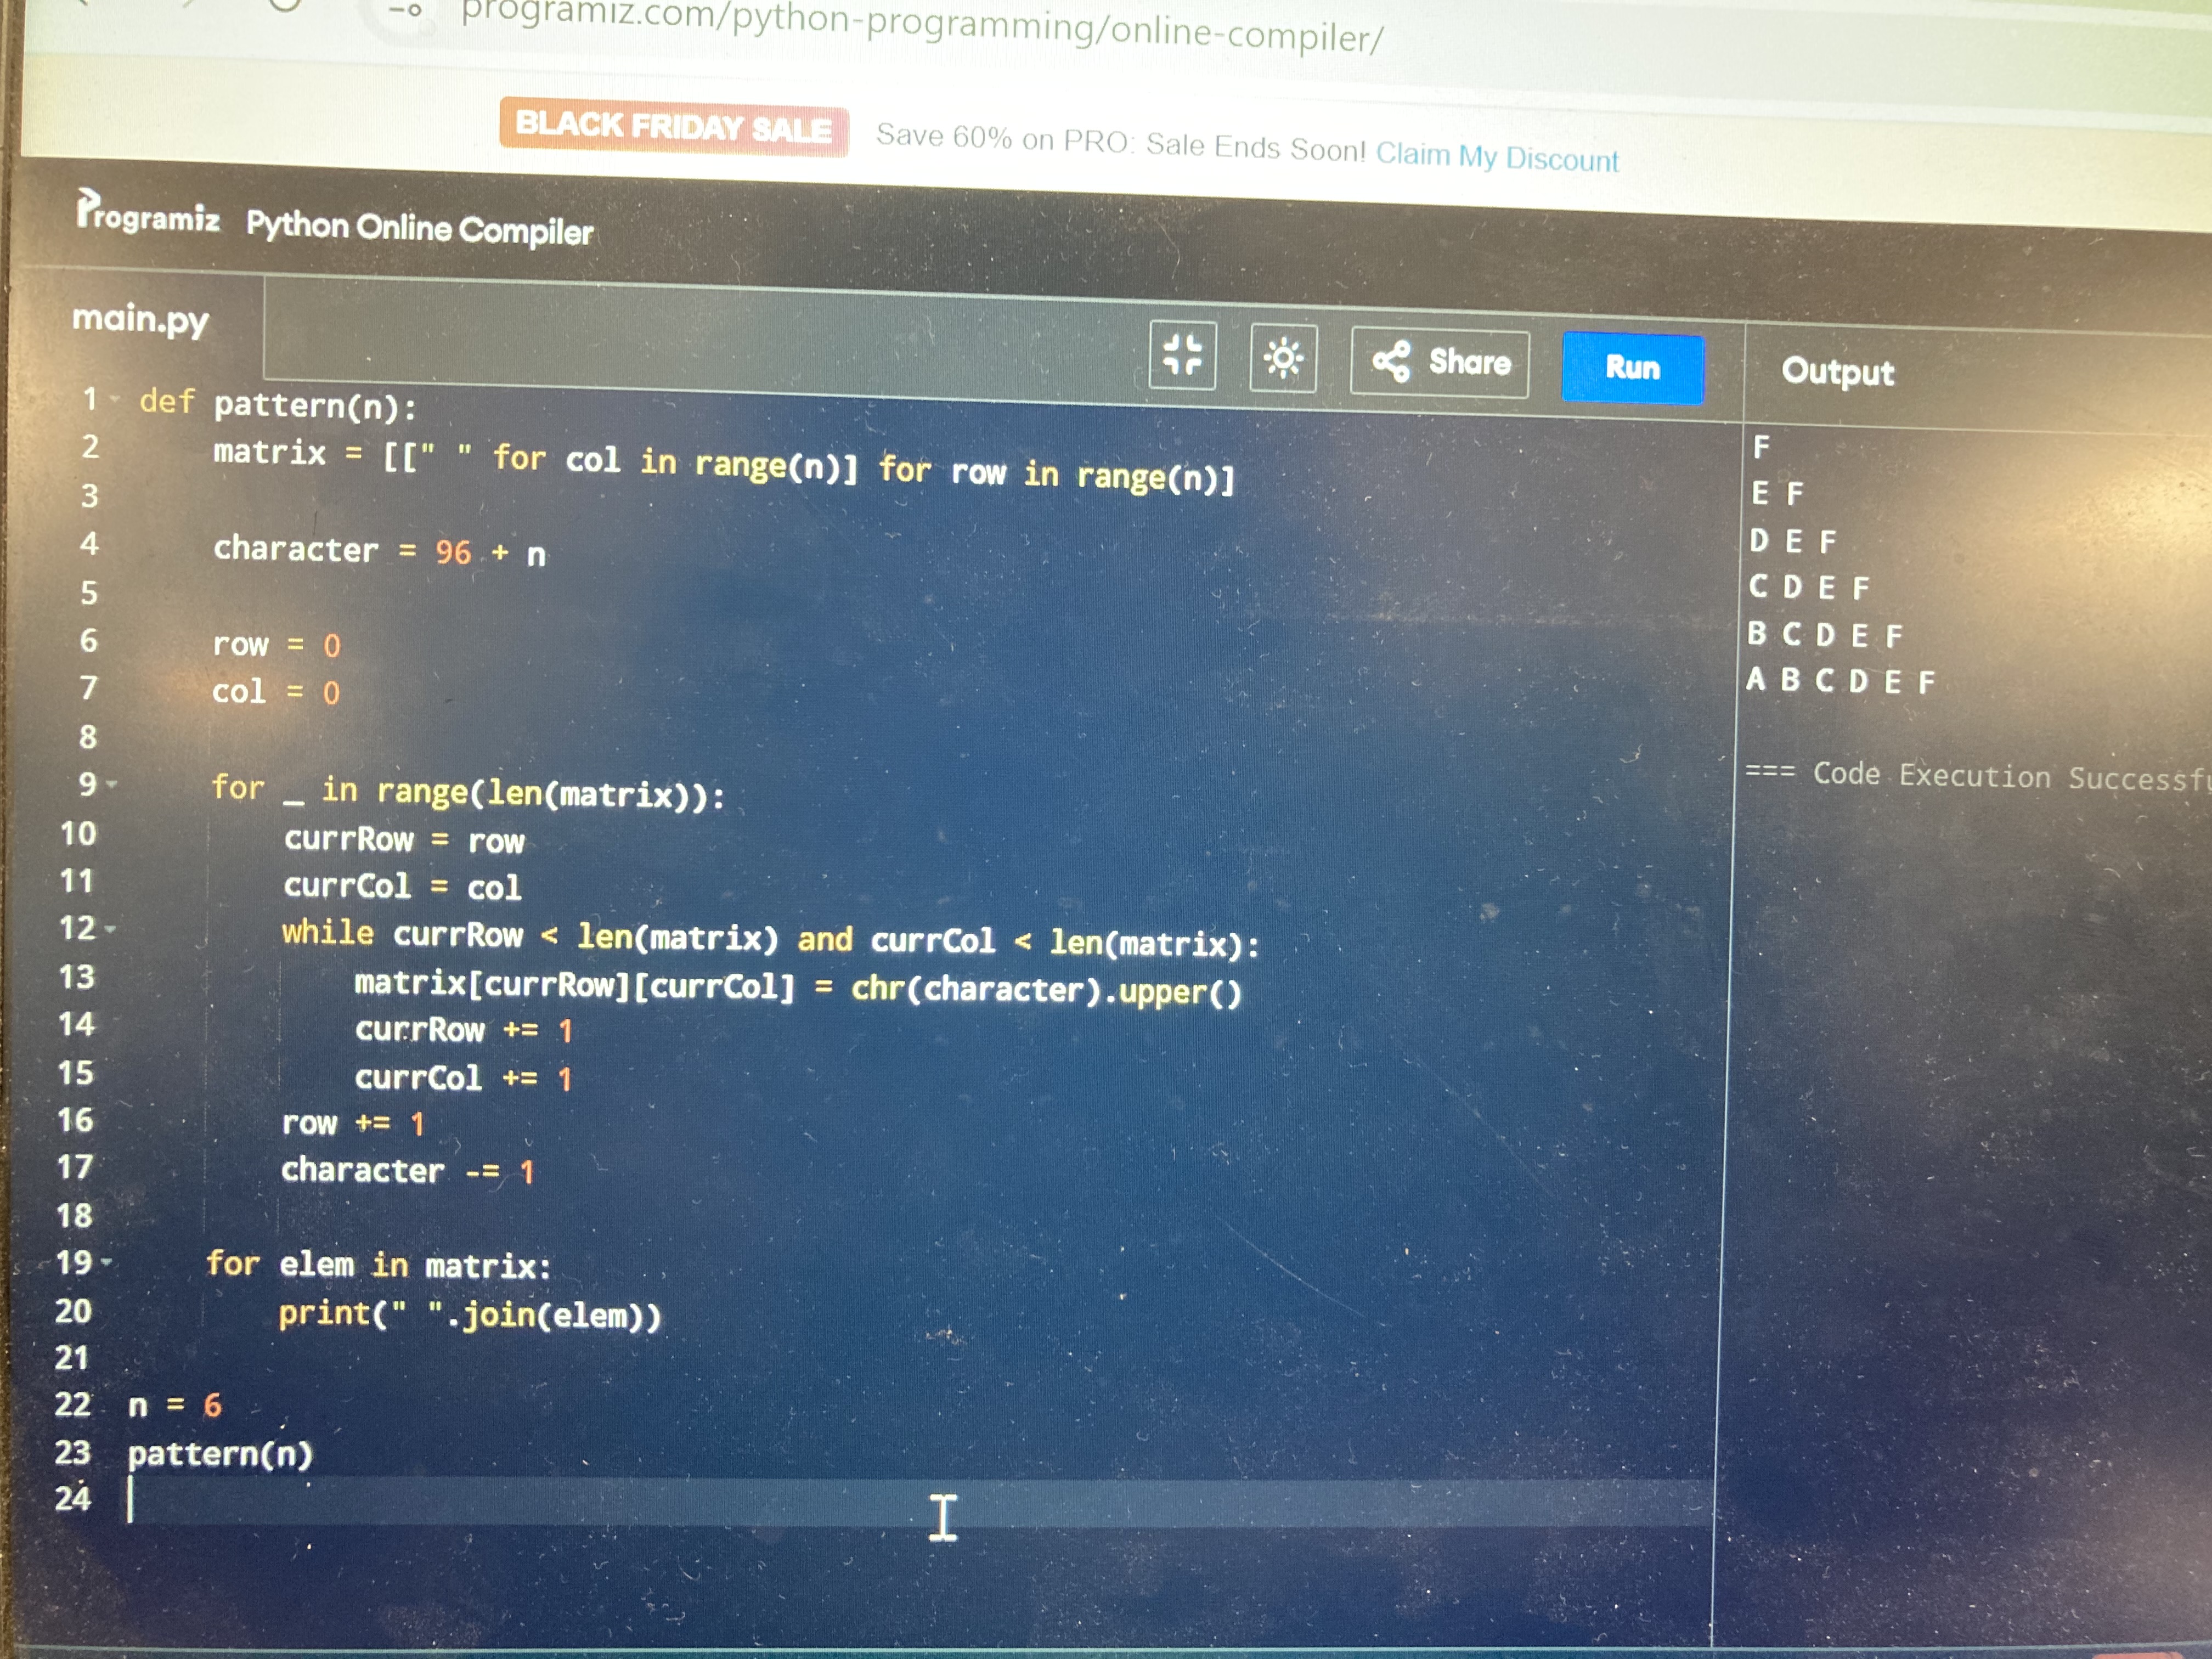 programiz.com/python-programming/online-compiler/
BLACK FRIDAY SALE Save 60% on PRO: Sale Ends Soon! Claim My Discount
Programiz Python Online Compiler
main.py Share Run Output
1 def pattern(n):
2     matrix = [[" " for col in range(n)] for row in range(n)]
3
4     character = 96 + n
5
6     row = 0
7     col = 0
8
9     for _ in range(len(matrix)):
10         currRow = row
11         currCol = col
12         while currRow < len(matrix) and currCol < len(matrix):
13             matrix[currRow][currCol] = chr(character).upper()
14             currRow += 1
15             currCol += 1
16         row += 1
17         character -= 1
18
19     for elem in matrix:
20         print(" ".join(elem))
21
22 n = 6
23 pattern(n)
24
F
E F
D E F
C D E F
B C D E F
A B C D E F
=== Code Execution